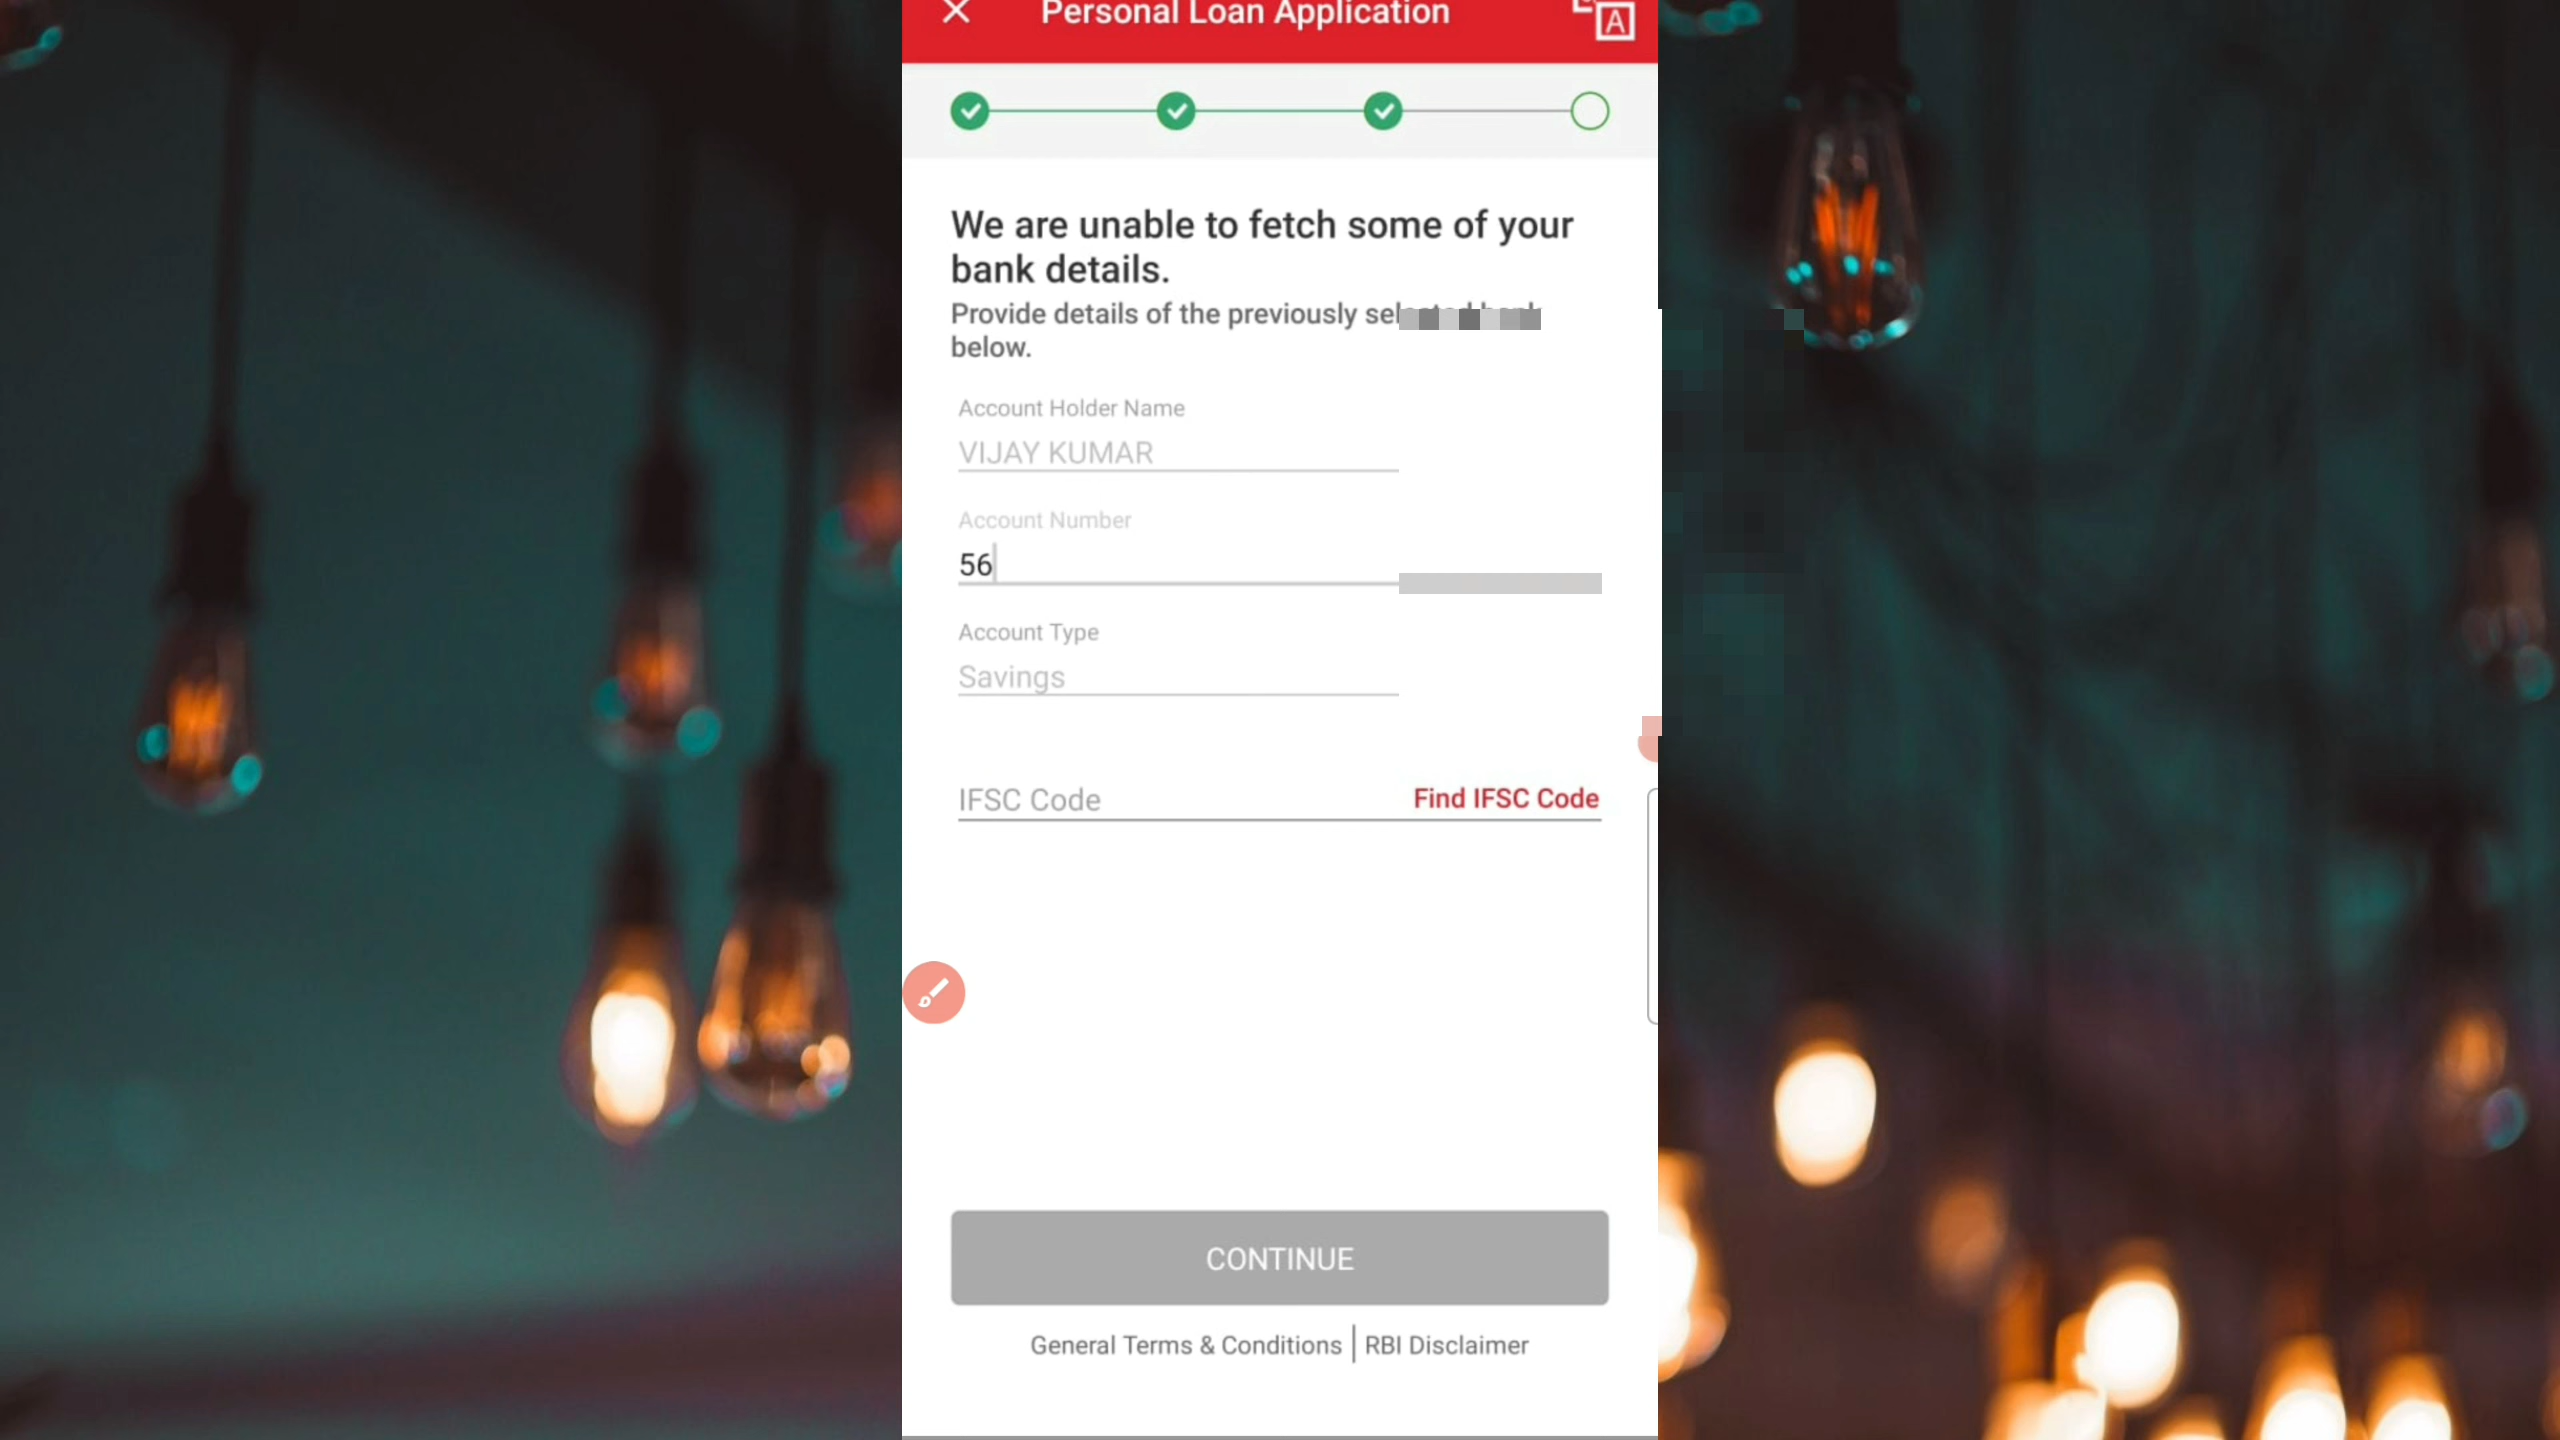 Personal Loan Application
A
We are unable to fetch some of your
bank details.
Provide details of the previously
below.
Account Holder Name
VIJAY KUMAR
Account Number
56
Account Type
Savings
IFSC Code
Find IFSC Code
CONTINUE
General Terms & Conditions | RBI Disclaimer